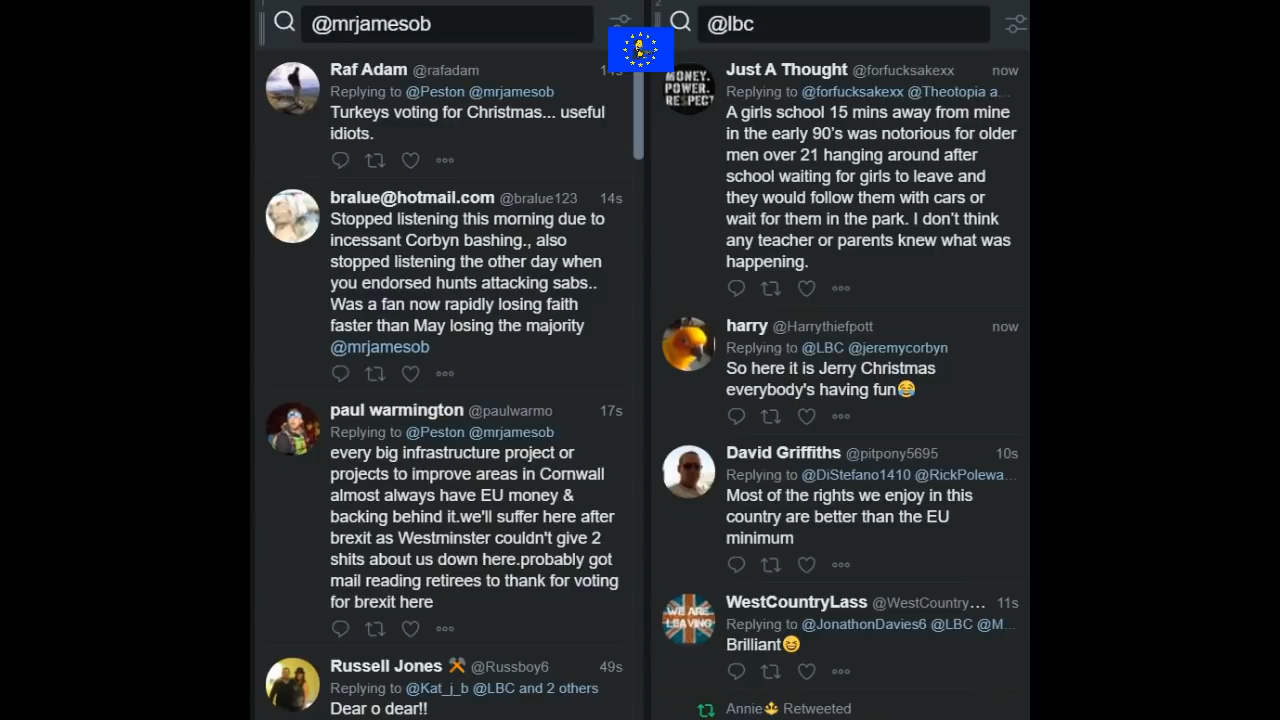 1
@mrjamesob
Raf Adam @rafadam
Replying to @Peston @mrjamesob
Turkeys voting for Christmas... useful
idiots.
bralue@hotmail.com @bralue123 14s
Stopped listening this morning due to
incessant Corbyn bashing., also
stopped listening the other day when
you endorsed hunts attacking sabs..
Was a fan now rapidly losing faith
faster than May losing the majority
@mrjamesob
paul warmington @paulwarmo 17s
Replying to @Peston @mrjamesob
every big infrastructure project or
projects to improve areas in Cornwall
almost always have EU money &
backing behind it.we'll suffer here after
brexit as Westminster couldn't give 2
shits about us down here.probably got
mail reading retirees to thank for voting
for brexit here
Russell Jones @Russboy6 49s
Replying to @Kat_j_b @LBC and 2 others
Dear o dear!!
2
@lbc
MONEY.
POWER.
RESPECT
Just A Thought @forfucksakexx now
Replying to @forfucksakexx @Theotopia a...
A girls school 15 mins away from mine
in the early 90's was notorious for older
men over 21 hanging around after
school waiting for girls to leave and
they would follow them with cars or
wait for them in the park. I don't think
any teacher or parents knew what was
happening.
harry @Harrythiefpott now
Replying to @LBC @jeremycorbyn
So here it is Jerry Christmas
everybody's having fun😂
David Griffiths @pitpony5695 10s
Replying to @DiStefano1410 @RickPolewa...
Most of the rights we enjoy in this
country are better than the EU
minimum
WE ARE
LEAVING
WestCountryLass @WestCountry... 11s
Replying to @JonathonDavies6 @LBC @M...
Brilliant😆
Annie Retweeted